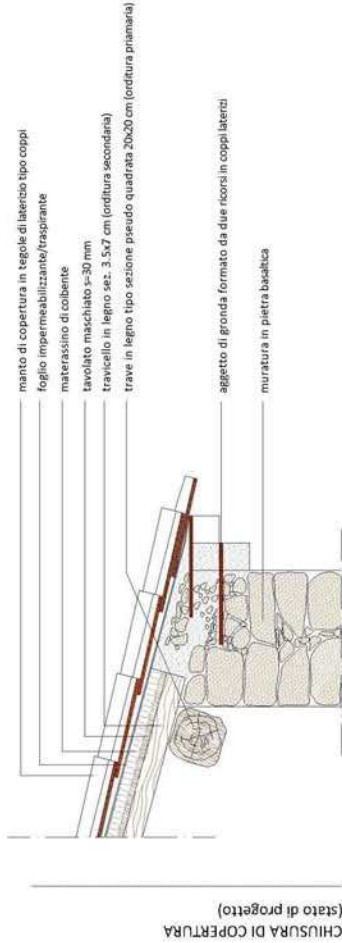 CHIUSURA DI COPERTURA
(stato di progetto)
manto di copertura in tegole di laterizio tipo coppi
foglio impermeabilizzante/traspirante
materassino di coibente
tavolato maschiato s=30 mm
travicello in legno sez. 3.5x7 cm (orditura secondaria)
trave in legno tipo sezione pseudo quadrata 20x20 cm (orditura priamaria)
aggetto di gronda formato da due ricorsi in coppi laterizi
muratura in pietra basaltica